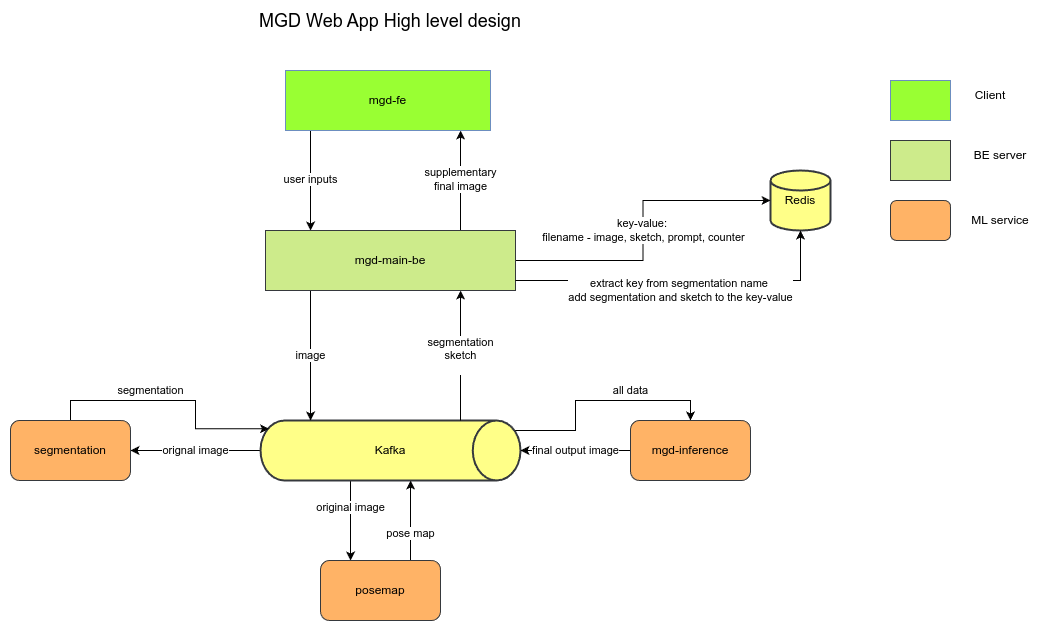 MGD Web App High level design
mgd-fe
Client
BE server
ML service
user inputs
supplementary
final image
Redis
key-value:
filename - image, sketch, prompt, counter
mgd-main-be
extract key from segmentation name
add segmentation and sketch to the key-value
image
segmentation
sketch
segmentation
all data
segmentation
orignal image
Kafka
final output image
mgd-inference
original image
pose map
posemap